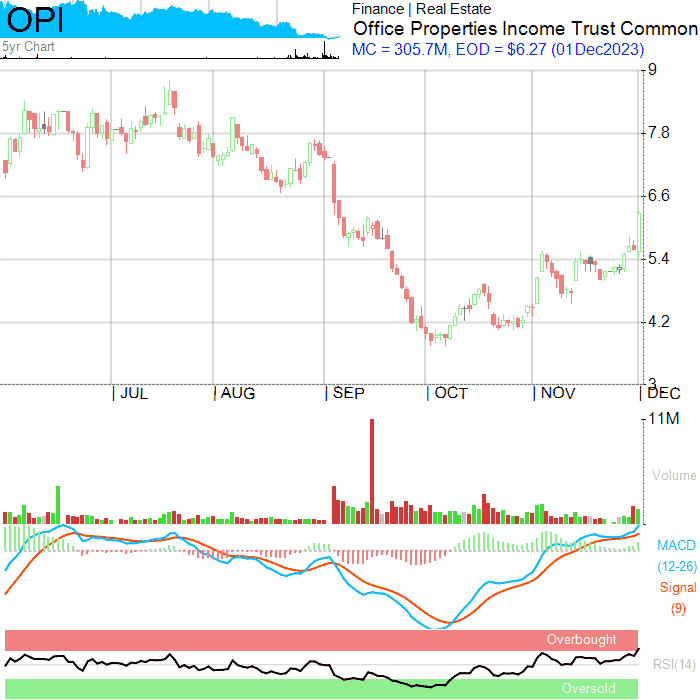 OPI
5yr Chart
Finance | Real Estate
Office Properties Income Trust Common
MC = 305.7M, EOD = $6.27 (01Dec2023)
9
7.8
6.6
5.4
4.2
3
| JUL | AUG | SEP | OCT | NOV | DEC
11M
Volume
MACD
(12-26)
Signal
(9)
Overbought
RSI(14)
Oversold